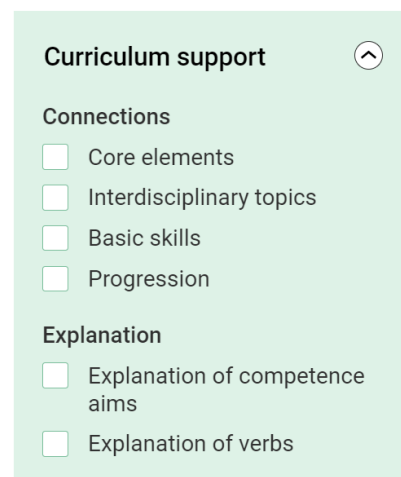 Curriculum support
Connections
Core elements
Interdisciplinary topics
Basic skills
Progression
Explanation
Explanation of competence
aims
Explanation of verbs